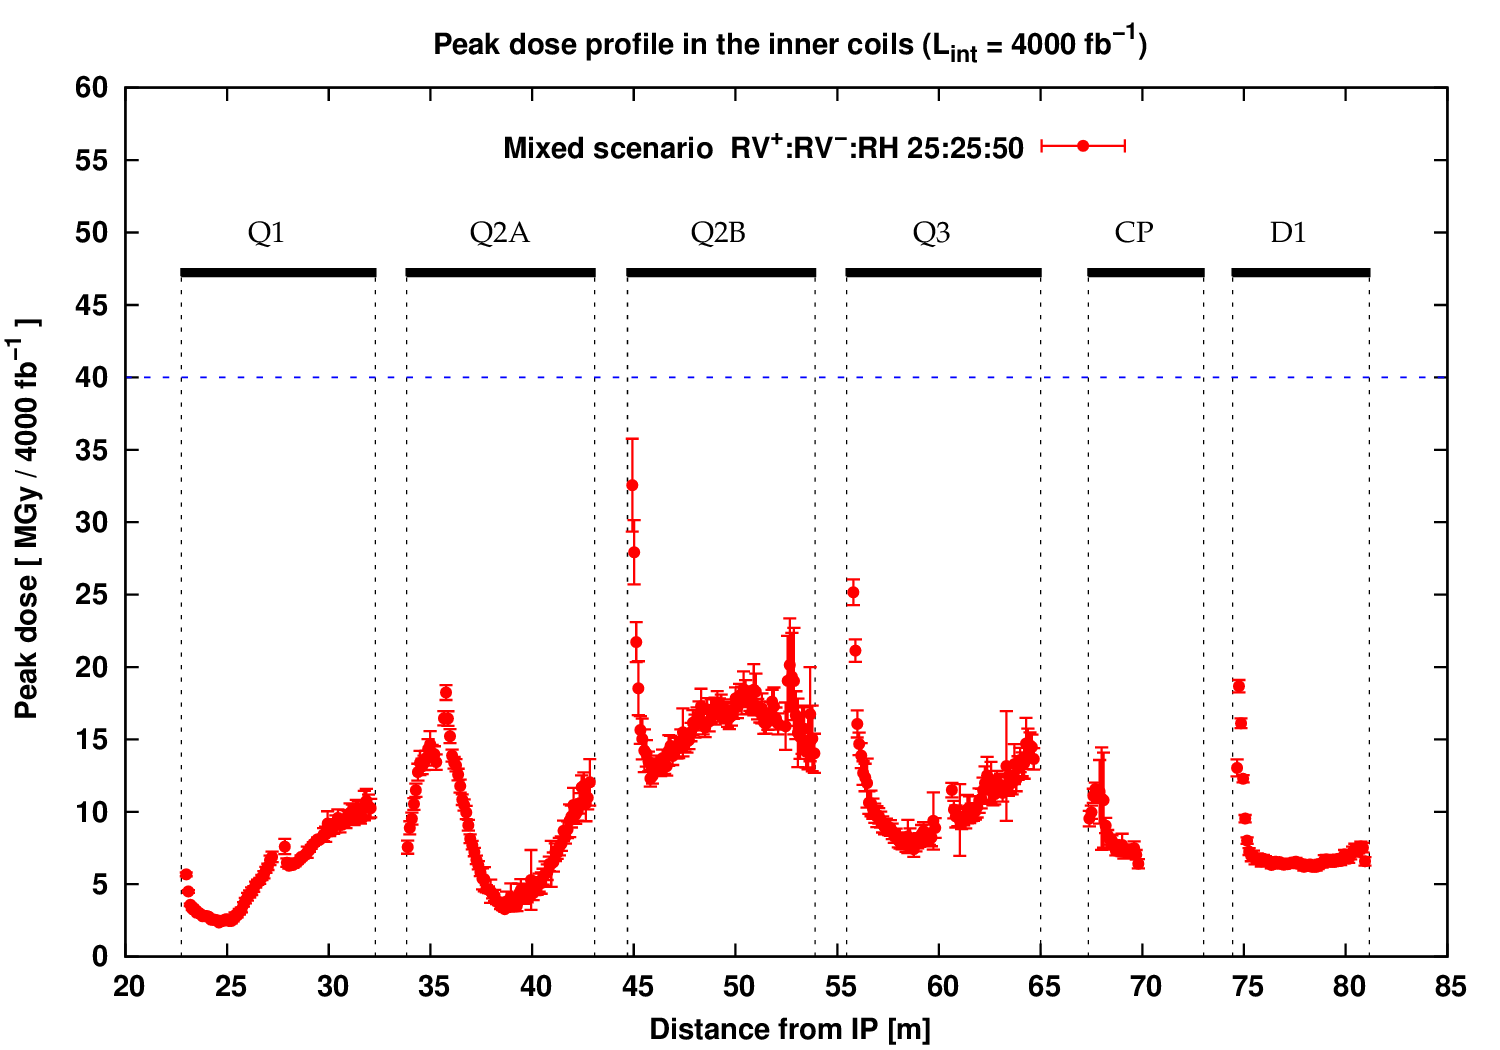 Peak dose profile in the inner coils (L_int = 4000 fb⁻¹)
Mixed scenario RV⁺:RV⁻:RH 25:25:50
Q1 Q2A Q2B Q3 CP D1
Peak dose [ MGy / 4000 fb⁻¹ ]
60
55
50
45
40
35
30
25
20
15
10
5
0
20 25 30 35 40 45 50 55 60 65 70 75 80 85
Distance from IP [m]